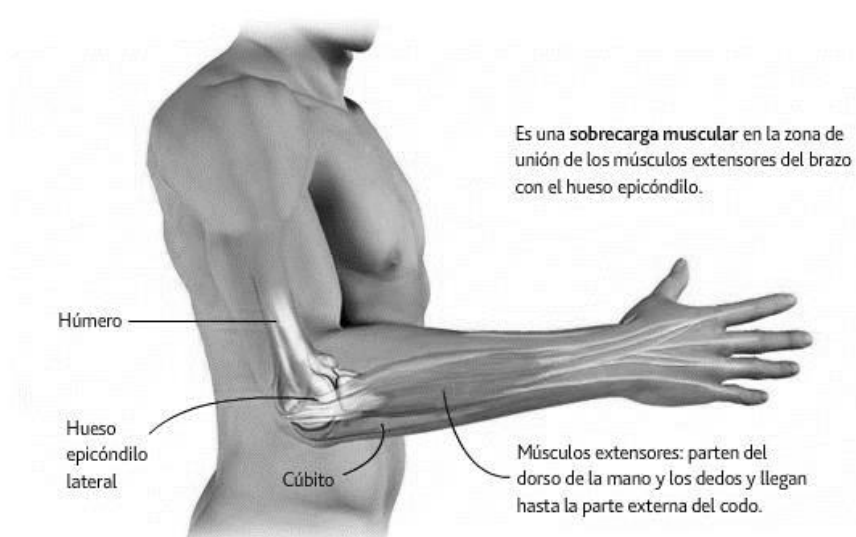 Es una sobrecarga muscular en la zona de
unión de los músculos extensores del brazo
con el hueso epicóndilo.
Húmero
Hueso
epicóndilo
lateral
Cúbito
Músculos extensores: parten del
dorso de la mano y los dedos y llegan
hasta la parte externa del codo.